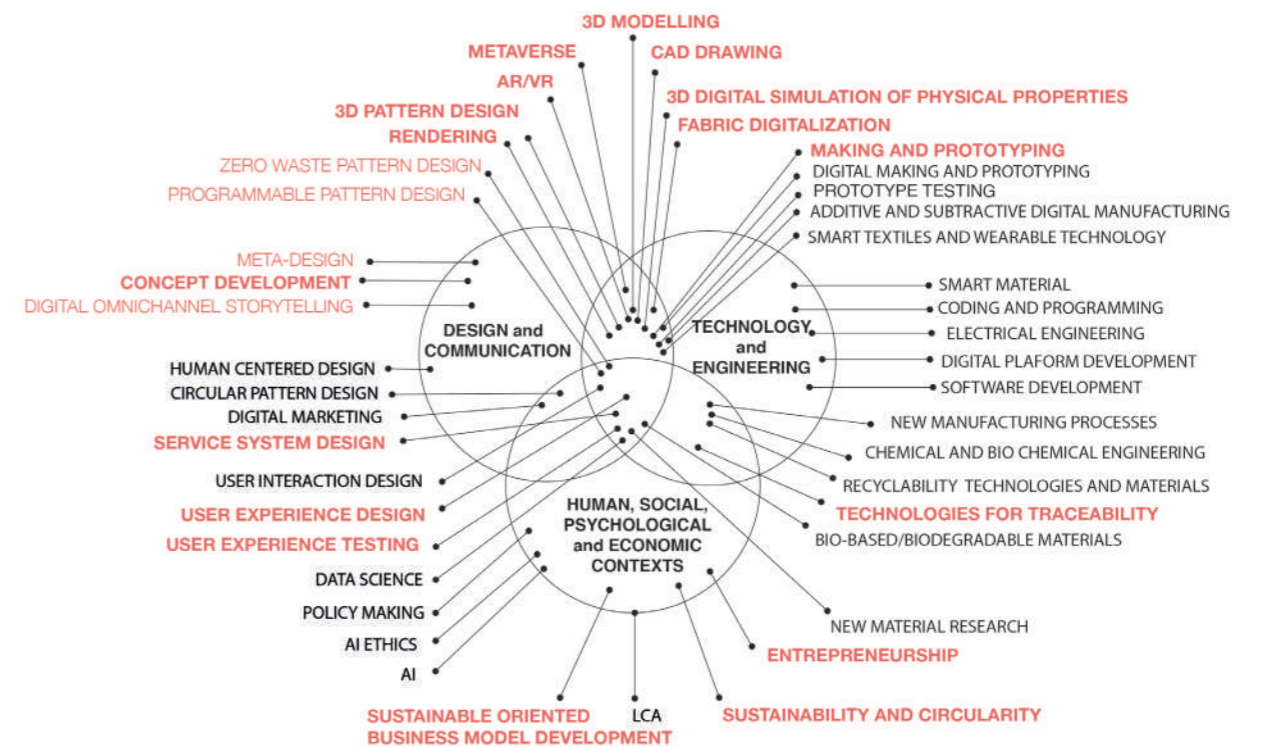 3D MODELLING
METAVERSE
CAD DRAWING
AR/VR
3D DIGITAL SIMULATION OF PHYSICAL PROPERTIES
3D PATTERN DESIGN
FABRIC DIGITALIZATION
RENDERING
MAKING AND PROTOTYPING
ZERO WASTE PATTERN DESIGN
DIGITAL MAKING AND PROTOTYPING
PROGRAMMABLE PATTERN DESIGN
PROTOTYPE TESTING
ADDITIVE AND SUBTRACTIVE DIGITAL MANUFACTURING
SMART TEXTILES AND WEARABLE TECHNOLOGY
META-DESIGN
CONCEPT DEVELOPMENT
DIGITAL OMNICHANNEL STORYTELLING
SMART MATERIAL
CODING AND PROGRAMMING
ELECTRICAL ENGINEERING
DIGITAL PLAFORM DEVELOPMENT
SOFTWARE DEVELOPMENT
DESIGN and
COMMUNICATION
TECHNOLOGY
and
ENGINEERING
HUMAN CENTERED DESIGN
CIRCULAR PATTERN DESIGN
DIGITAL MARKETING
SERVICE SYSTEM DESIGN
NEW MANUFACTURING PROCESSES
CHEMICAL AND BIO CHEMICAL ENGINEERING
RECYCLABILITY TECHNOLOGIES AND MATERIALS
TECHNOLOGIES FOR TRACEABILITY
BIO-BASED/BIODEGRADABLE MATERIALS
USER INTERACTION DESIGN
USER EXPERIENCE DESIGN
USER EXPERIENCE TESTING
HUMAN, SOCIAL,
PSYCHOLOGICAL
and ECONOMIC
CONTEXTS
DATA SCIENCE
POLICY MAKING
AI ETHICS
AI
NEW MATERIAL RESEARCH
ENTREPRENEURSHIP
SUSTAINABLE ORIENTED
BUSINESS MODEL DEVELOPMENT
LCA
SUSTAINABILITY AND CIRCULARITY